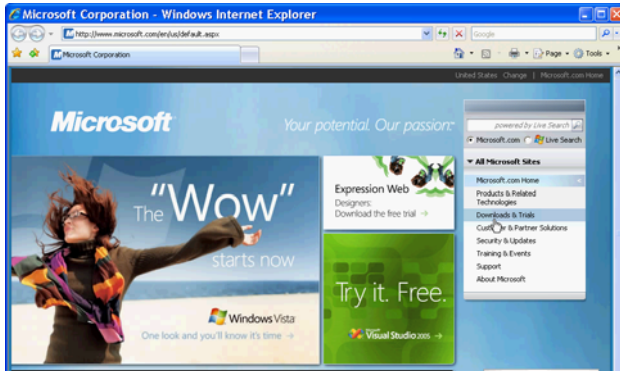 Microsoft Corporation - Windows Internet Explorer
http://www.microsoft.com/en/us/default.aspx
Google
Microsoft Corporation
Page
Tools
United States Change | Microsoft.com Home
Microsoft
Your potential. Our passion.™
powered by Live Search
Microsoft.com
Live Search
All Microsoft Sites
Microsoft.com Home
Products & Related
Technologies
Downloads & Trials
Customer & Partner Solutions
Security & Updates
Training & Events
Support
About Microsoft
The "Wow"
starts now
Windows Vista
One look and you'll know it's time →
Expression Web
Designers:
Download the free trial →
Try it. Free.
Visual Studio 2005 →